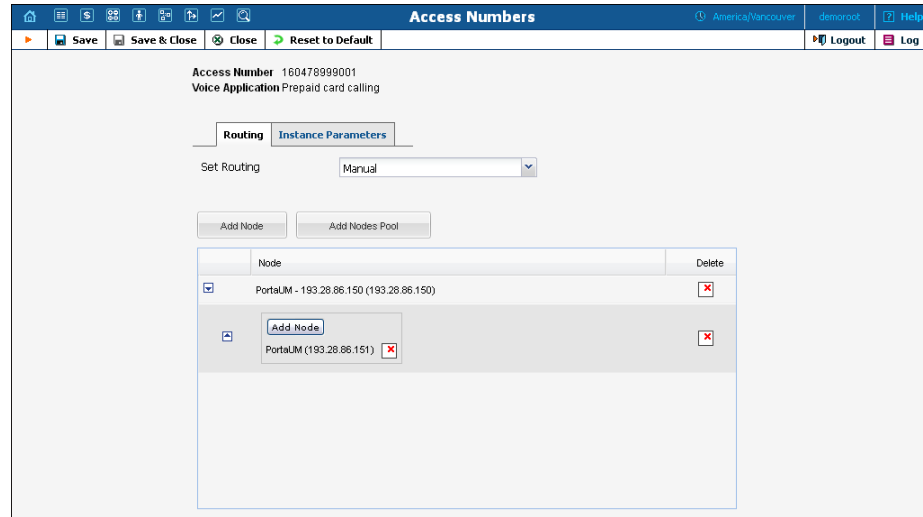 Access Numbers America/Vancouver demoroot Help
Save Save & Close Close Reset to Default Logout Log
Access Number 160478999001
Voice Application Prepaid card calling
Routing Instance Parameters
Set Routing Manual
Add Node Add Nodes Pool
Node Delete
PortaUM - 193.28.86.150 (193.28.86.150)
Add Node
PortaUM (193.28.86.151)